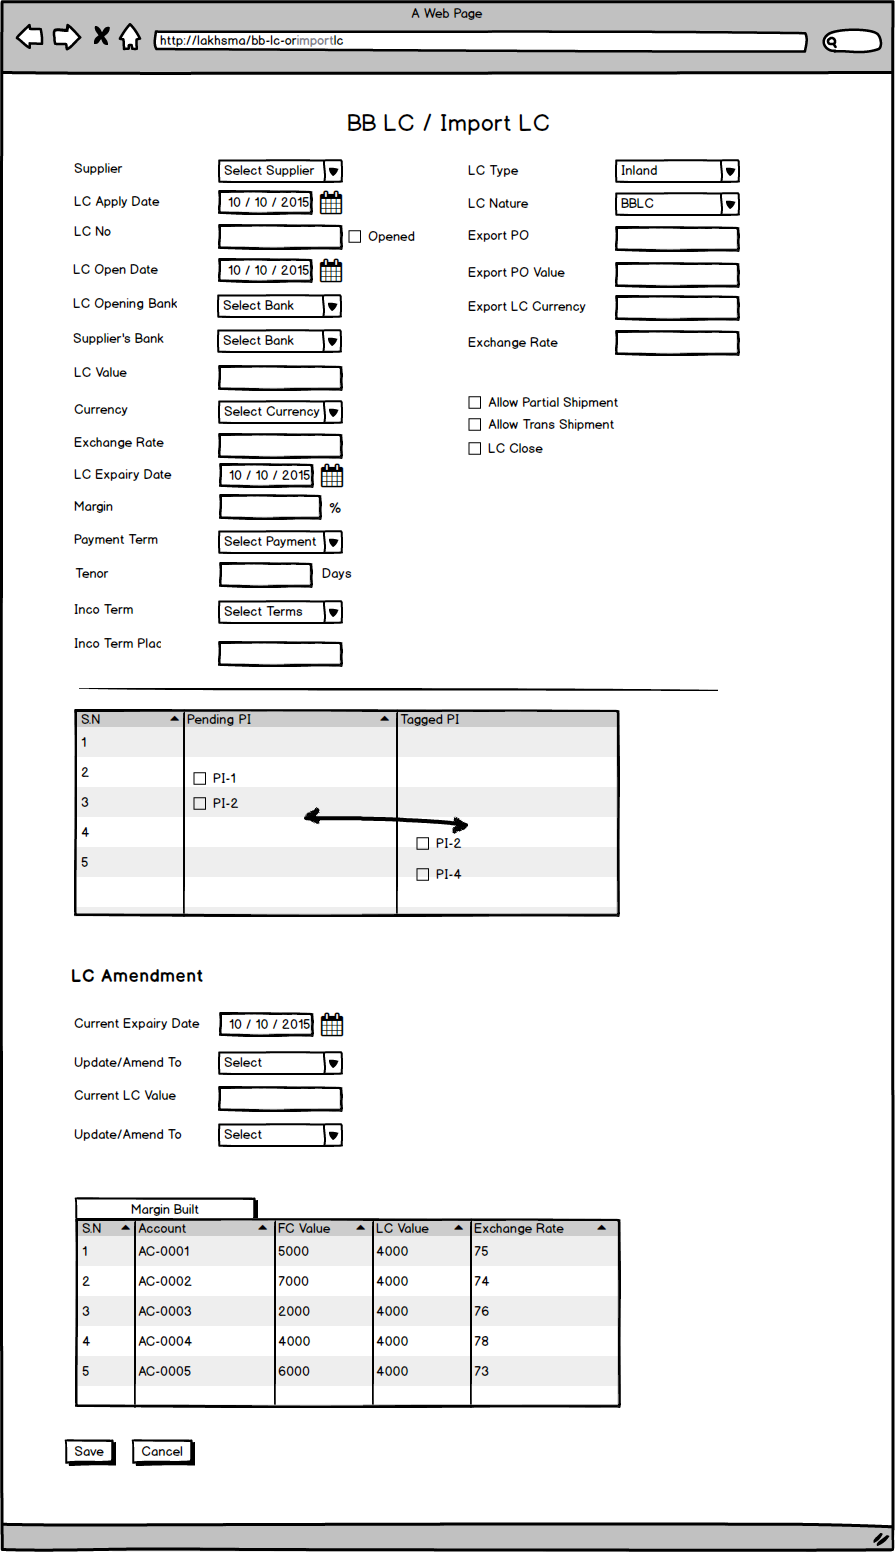 A Web Page
http://lakhsma/bb-lc-orimportlc
BB LC / Import LC
Supplier Select Supplier LC Type Inland
LC Apply Date 10 / 10 / 2015 LC Nature BBLC
LC No Opened Export PO
LC Open Date 10 / 10 / 2015 Export PO Value
LC Opening Bank Select Bank Export LC Currency
Supplier's Bank Select Bank Exchange Rate
LC Value
Currency Select Currency Allow Partial Shipment
Allow Trans Shipment
Exchange Rate LC Close
LC Expairy Date 10 / 10 / 2015
Margin %
Payment Term Select Payment
Tenor Days
Inco Term Select Terms
Inco Term Plac
S.N Pending PI Tagged PI
1
2 PI-1
3 PI-2
4 PI-2
5 PI-4
LC Amendment
Current Expairy Date 10 / 10 / 2015
Update/Amend To Select
Current LC Value
Update/Amend To Select
Margin Built
S.N Account FC Value LC Value Exchange Rate
1 AC-0001 5000 4000 75
2 AC-0002 7000 4000 74
3 AC-0003 2000 4000 76
4 AC-0004 4000 4000 78
5 AC-0005 6000 4000 73
Save Cancel